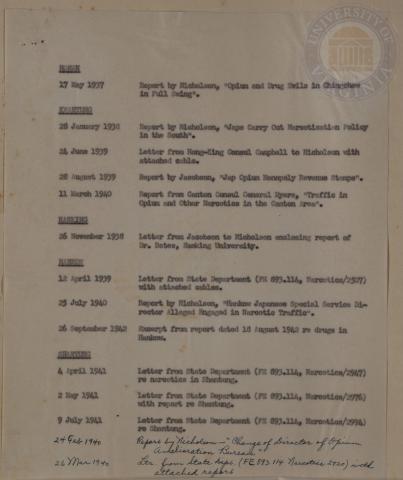 UNIVERSITY OF VIRGINIA
17 May 1937 Report by Nicholson, "Opium and Drug Evils in Chingchow
in Full Swing".
KWANTUNG
28 January 1938 Report by Nicholson, "Japs Carry Out Narcotization Policy
in the South".
24 June 1939 Letter from Hong-Kong Consul Campbell to Nicholson with
attached cable.
28 August 1939 Report by Jacobson, "Jap Opium Monopoly Revenue Stamps".
11 March 1940 Report from Canton Consul General Myers, "Traffic in
Opium and Other Narcotics in the Canton Area".
NANKING
26 November 1938 Letter from Jacobson to Nicholson enclosing report of
Dr. Bates, Nanking University.
HANKOW
12 April 1939 Letter from State Department (FE 893.114, Narcotics/2527)
with attached cables.
25 July 1940 Report by Nicholson, "Hankow Japanese Special Service Di-
rector Alleged Engaged in Narcotic Traffic".
26 September 1942 Excerpt from report dated 18 August 1942 re drugs in
Hankow.
SHANTUNG
4 April 1941 Letter from State Department (FE 893.114, Narcotics/2947)
re narcotics in Shantung.
2 May 1941 Letter from State Department (FE 893.114, Narcotics/2976)
with report re Shantung.
9 July 1941 Letter from State Department (FE 893.114, Narcotics/2994)
re Shantung.
24 Feb 1940 Report by Nicholson - "Change of Director of Opium
Amelioration Bureau"
26 Mar 1940 Ltr. from State Dept. (FE 893 114 Narcotics 2720) with
attached report